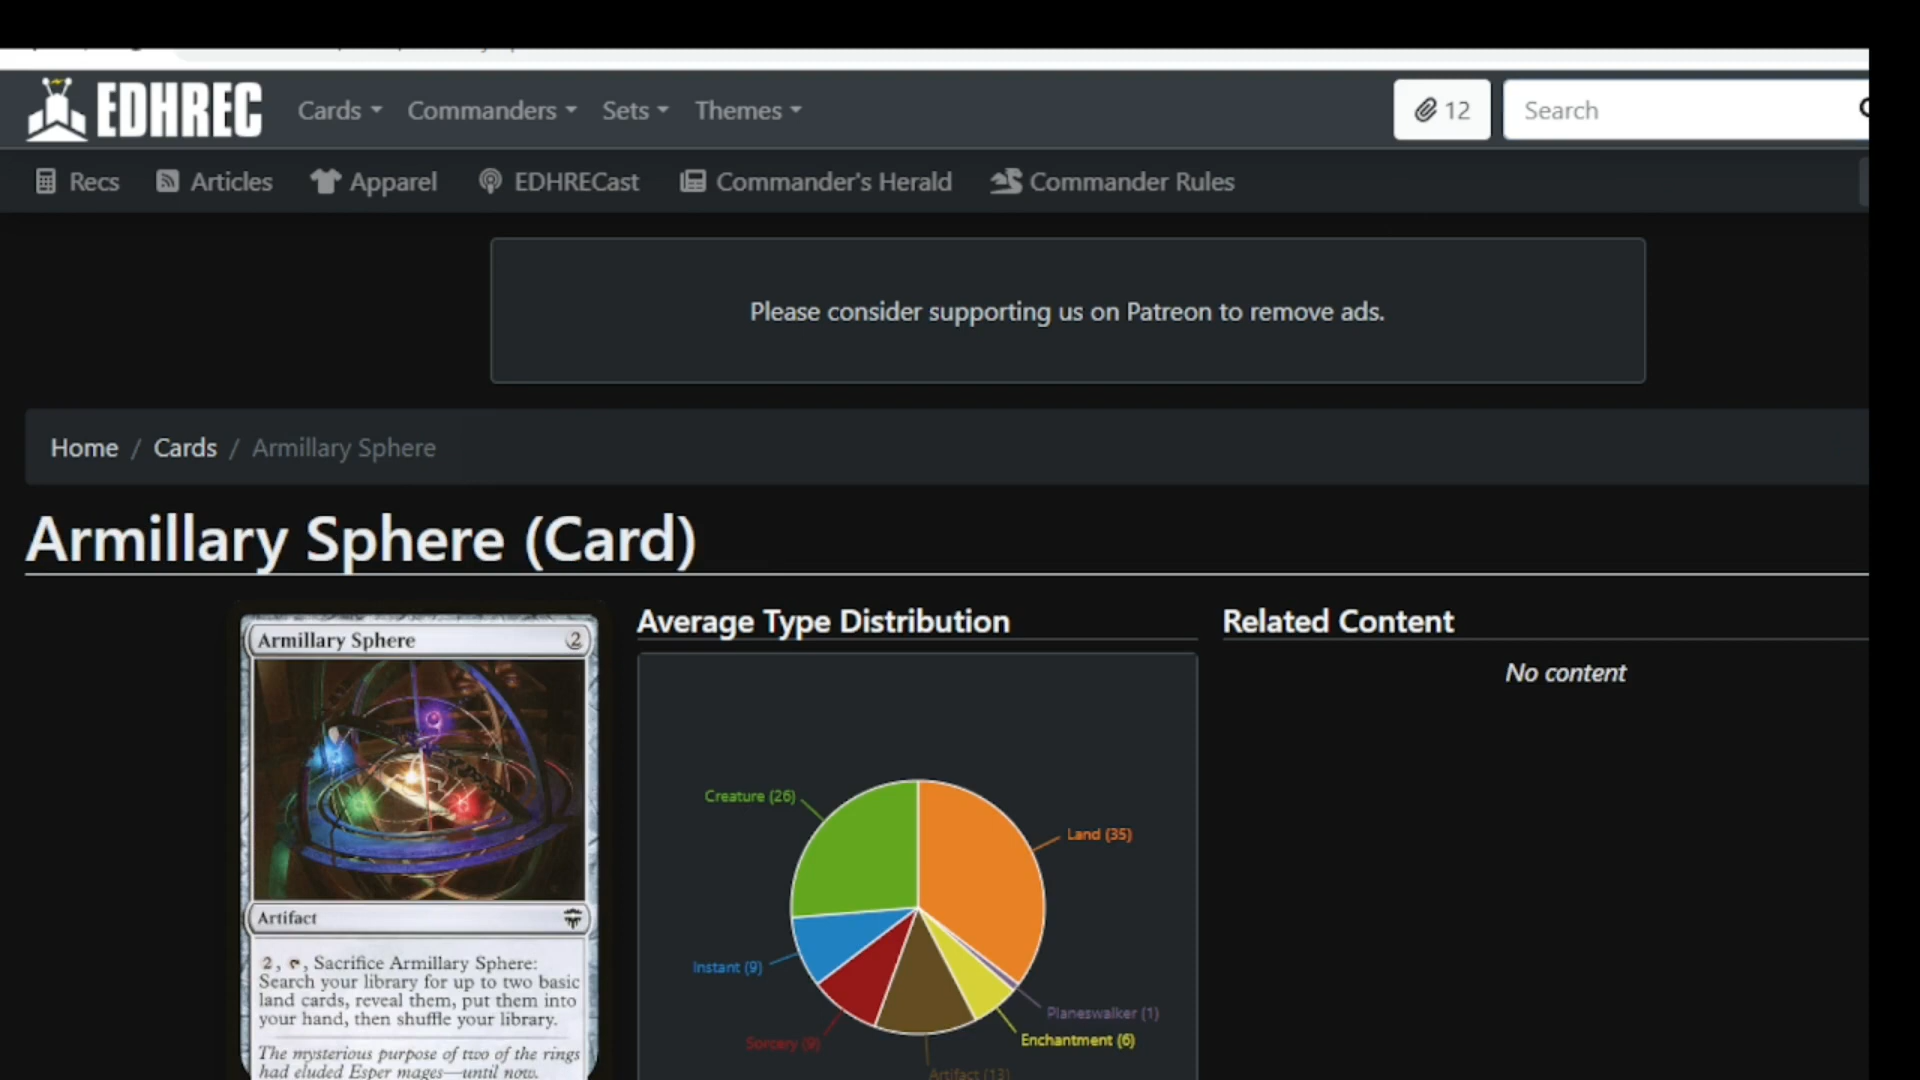 EDHREC Cards Commanders Sets Themes 12 Search
Recs Articles Apparel EDHRECast Commander's Herald Commander Rules
Please consider supporting us on Patreon to remove ads.
Home / Cards / Armillary Sphere
Armillary Sphere (Card)
Armillary Sphere 2
Artifact
2, , Sacrifice Armillary Sphere:
Search your library for up to two basic
land cards, reveal them, put them into
your hand, then shuffle your library.
The mysterious purpose of two of the rings
had eluded Esper mages—until now.
Average Type Distribution
Creature (26)
Land (35)
Instant (9)
Planeswalker (1)
Enchantment (6)
Sorcery (9)
Artifact (13)
Related Content
No content